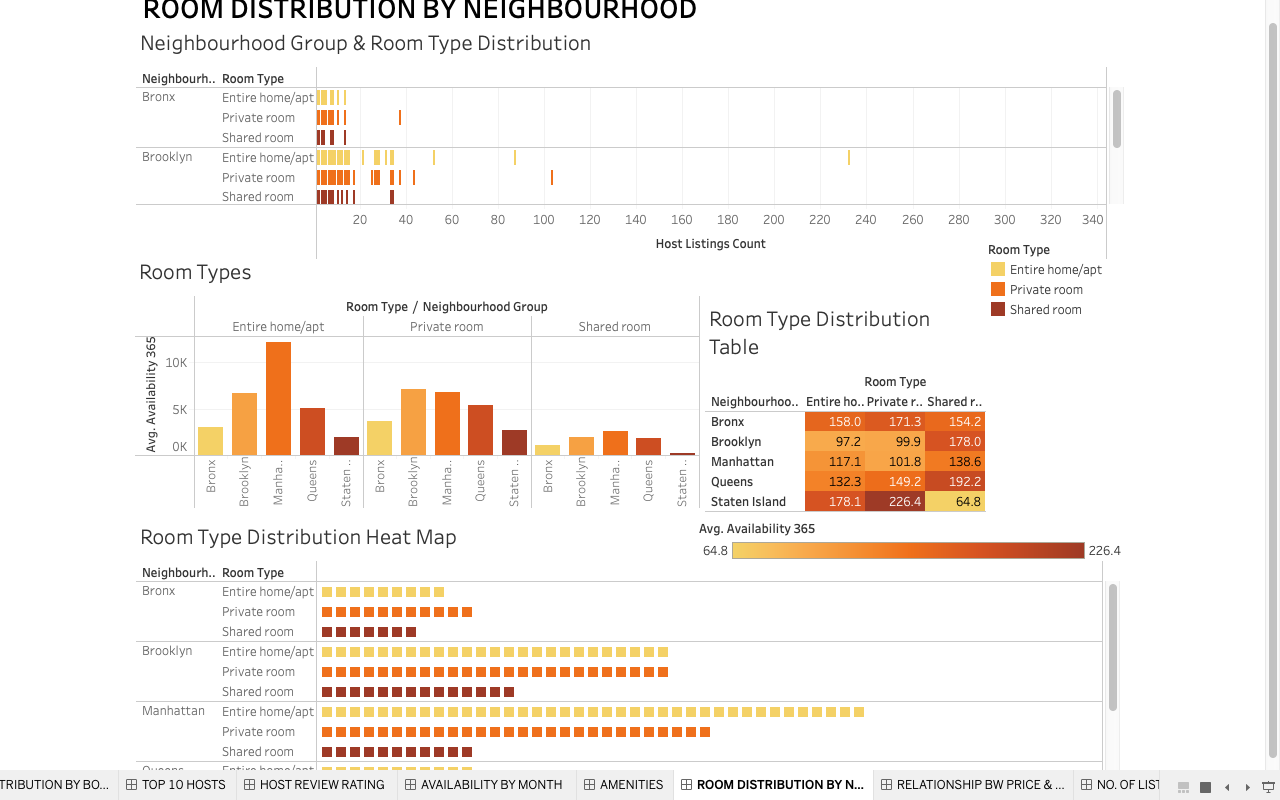 ROOM DISTRIBUTION BY NEIGHBOURHOOD
Neighbourhood Group & Room Type Distribution
Neighbourh.. Room Type
Bronx Entire home/apt
Private room
Shared room
Brooklyn Entire home/apt
Private room
Shared room
20 40 60 80 100 120 140 160 180 200 220 240 260 280 300 320 340
Host Listings Count
Room Type
Entire home/apt
Private room
Shared room
Room Types
Room Type / Neighbourhood Group
Entire home/apt Private room Shared room
Avg. Availability 365
10K
5K
0K
Bronx Brooklyn Manha.. Queens Staten .. Bronx Brooklyn Manha.. Queens Staten .. Bronx Brooklyn Manha.. Queens Staten ..
Room Type Distribution
Table
Room Type
Neighbourhoo.. Entire ho.. Private r.. Shared r..
Bronx 158.0 171.3 154.2
Brooklyn 97.2 99.9 178.0
Manhattan 117.1 101.8 138.6
Queens 132.3 149.2 192.2
Staten Island 178.1 226.4 64.8
Avg. Availability 365
64.8 226.4
Room Type Distribution Heat Map
Neighbourh.. Room Type
Bronx Entire home/apt
Private room
Shared room
Brooklyn Entire home/apt
Private room
Shared room
Manhattan Entire home/apt
Private room
Shared room
Queens Entire home/apt
TRIBUTION BY BO... TOP 10 HOSTS HOST REVIEW RATING AVAILABILITY BY MONTH AMENITIES ROOM DISTRIBUTION BY N... RELATIONSHIP BW PRICE & ... NO. OF LIST